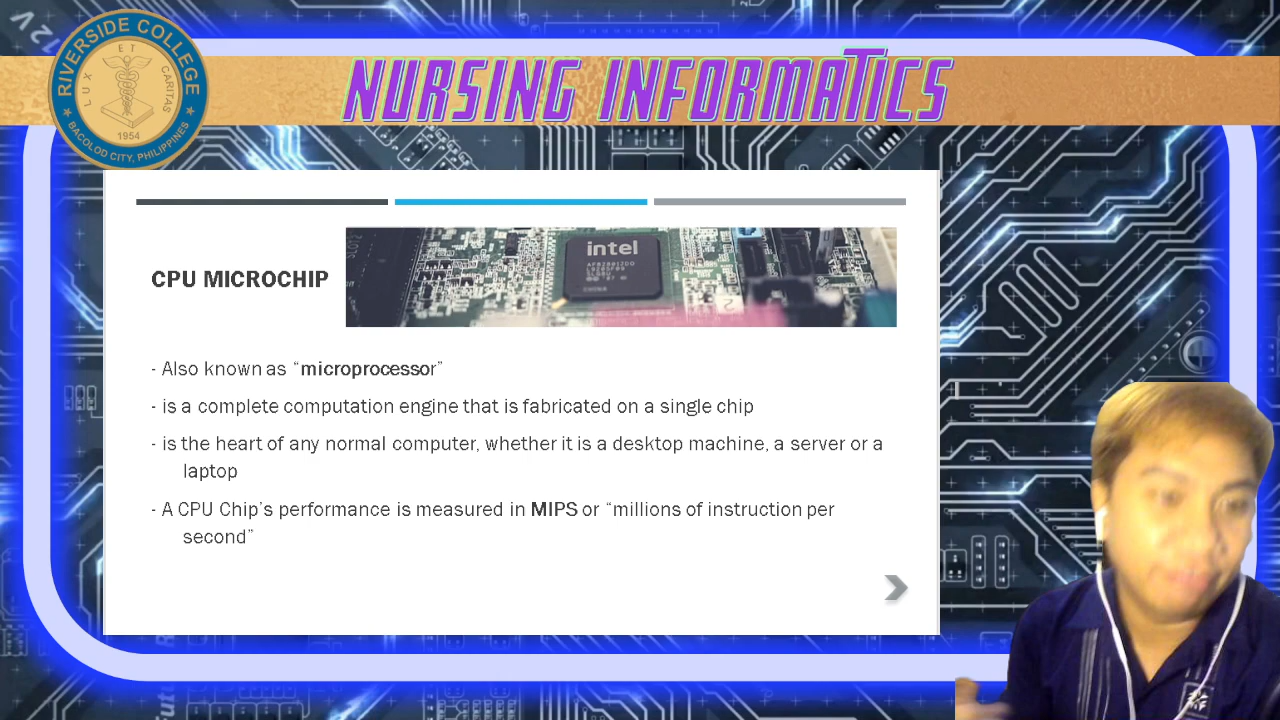 12V
RIVERSIDE COLLEGE
LUX ET CARITAS
1954
BACOLOD CITY, PHILIPPINES
NURSING INFORMATICS
intel
CPU MICROCHIP
- Also known as “microprocessor”
- is a complete computation engine that is fabricated on a single chip
- is the heart of any normal computer, whether it is a desktop machine, a server or a
laptop
- A CPU Chip’s performance is measured in MIPS or “millions of instruction per
second”